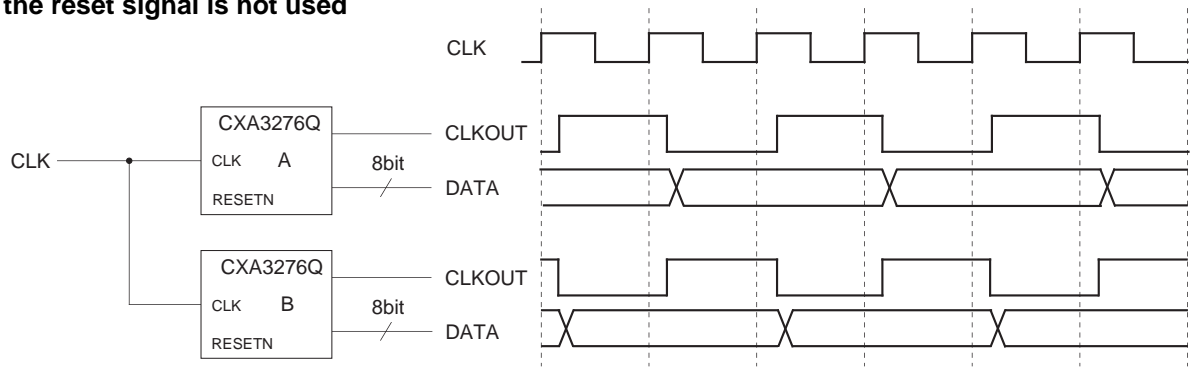 the reset signal is not used
CLK
CXA3276Q
CLK A
RESETN
8bit
CLKOUT
DATA
CLK
CXA3276Q
CLK B
RESETN
8bit
CLKOUT
DATA